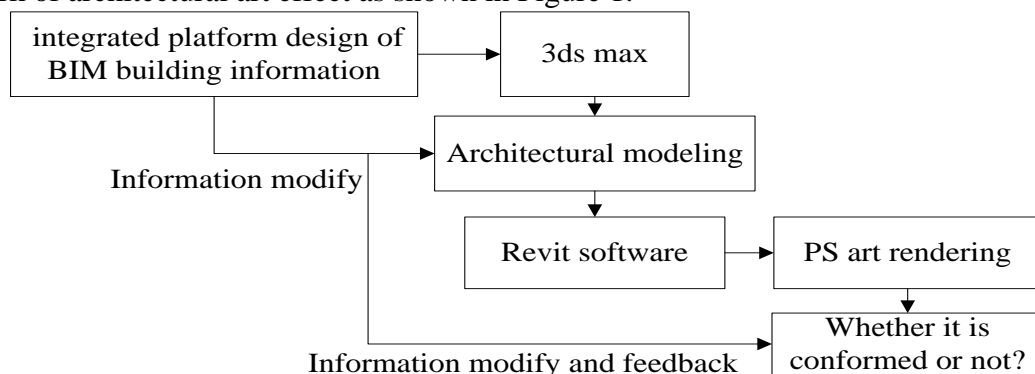 of architectural art effect as shown in Figure 1.
integrated platform design of
BIM building information
3ds max
Architectural modeling
Information modify
Revit software
PS art rendering
Whether it is
conformed or not?
Information modify and feedback